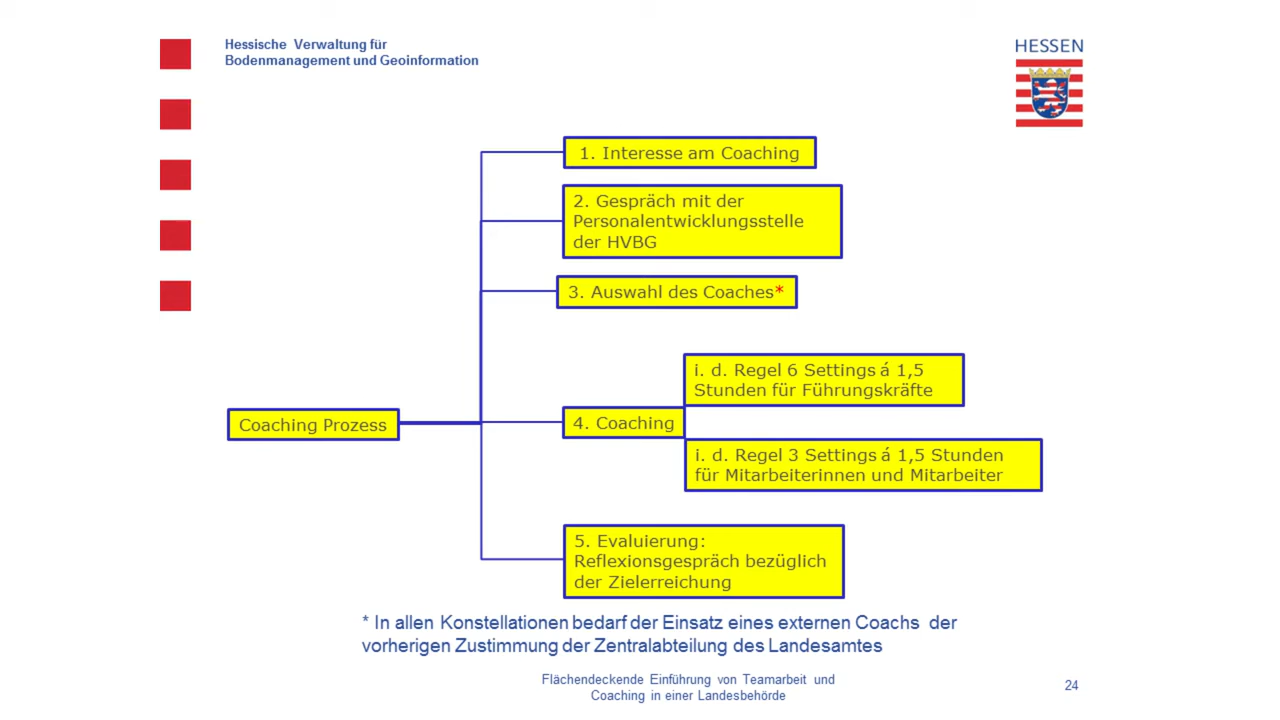 Hessische Verwaltung für
Bodenmanagement und Geoinformation
HESSEN
1. Interesse am Coaching
2. Gespräch mit der
Personalentwicklungsstelle
der HVBG
3. Auswahl des Coaches*
i. d. Regel 6 Settings á 1,5
Stunden für Führungskräfte
Coaching Prozess
4. Coaching
i. d. Regel 3 Settings á 1,5 Stunden
für Mitarbeiterinnen und Mitarbeiter
5. Evaluierung:
Reflexionsgespräch bezüglich
der Zielerreichung
* In allen Konstellationen bedarf der Einsatz eines externen Coachs der
vorherigen Zustimmung der Zentralabteilung des Landesamtes
Flächendeckende Einführung von Teamarbeit und
Coaching in einer Landesbehörde
24